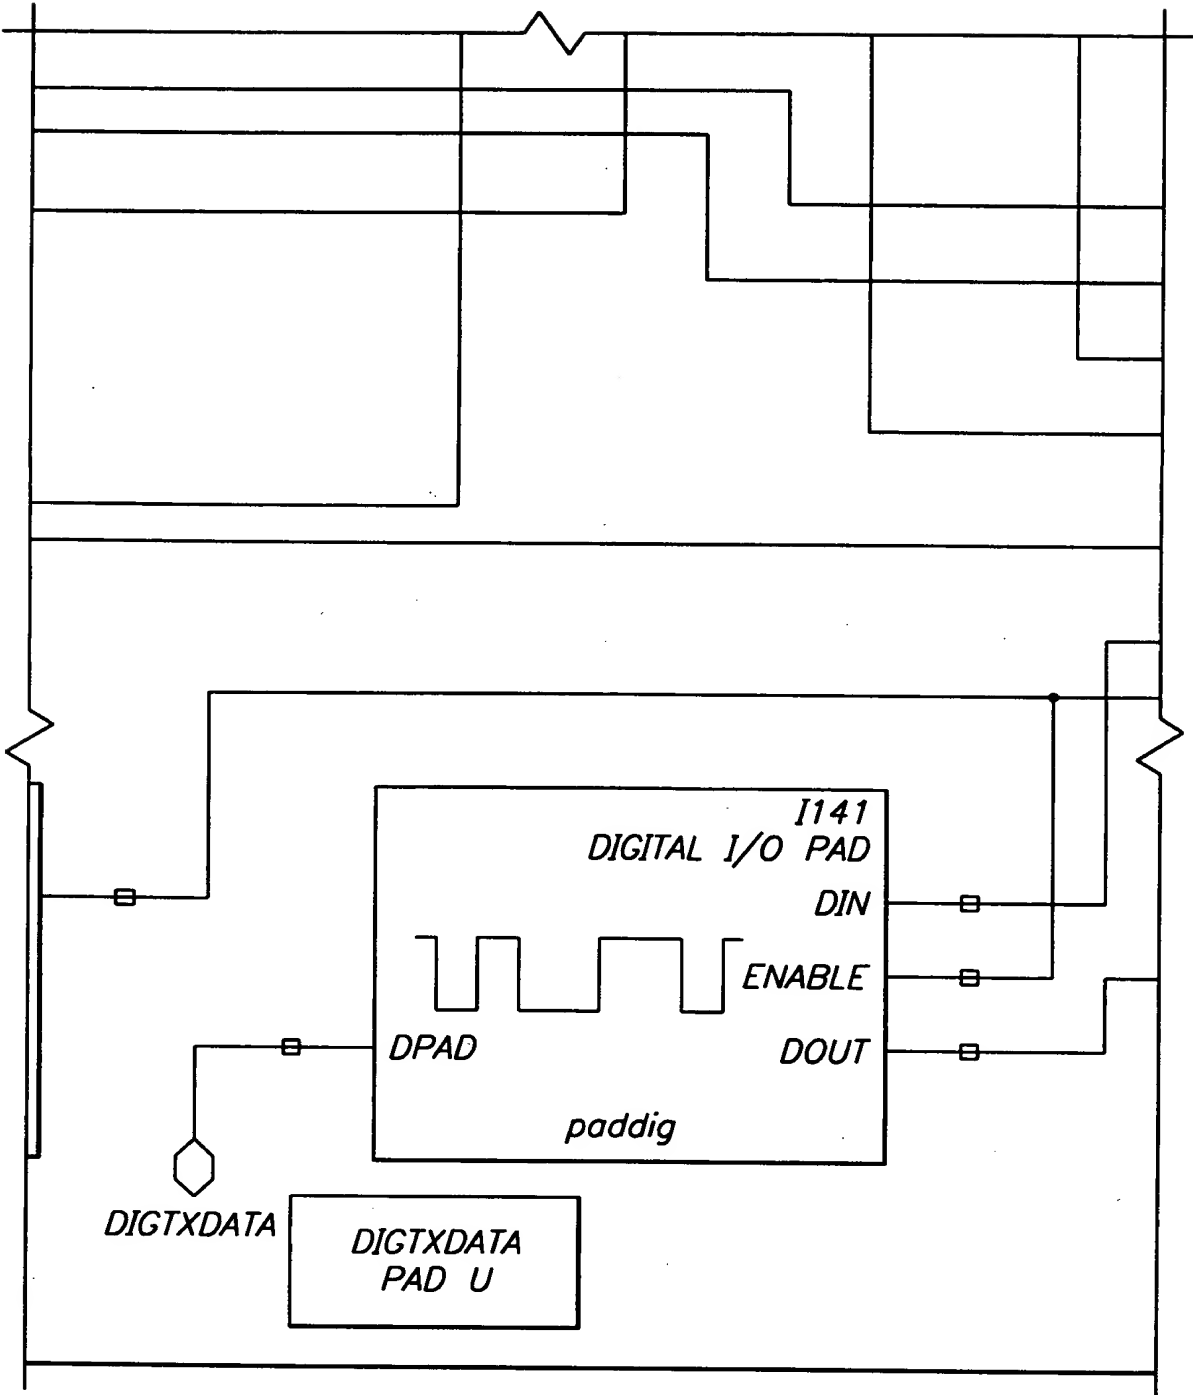 I141
DIGITAL I/O PAD
DIN
ENABLE
DPAD
DOUT
paddig
DIGTXDATA
DIGTXDATA
PAD U